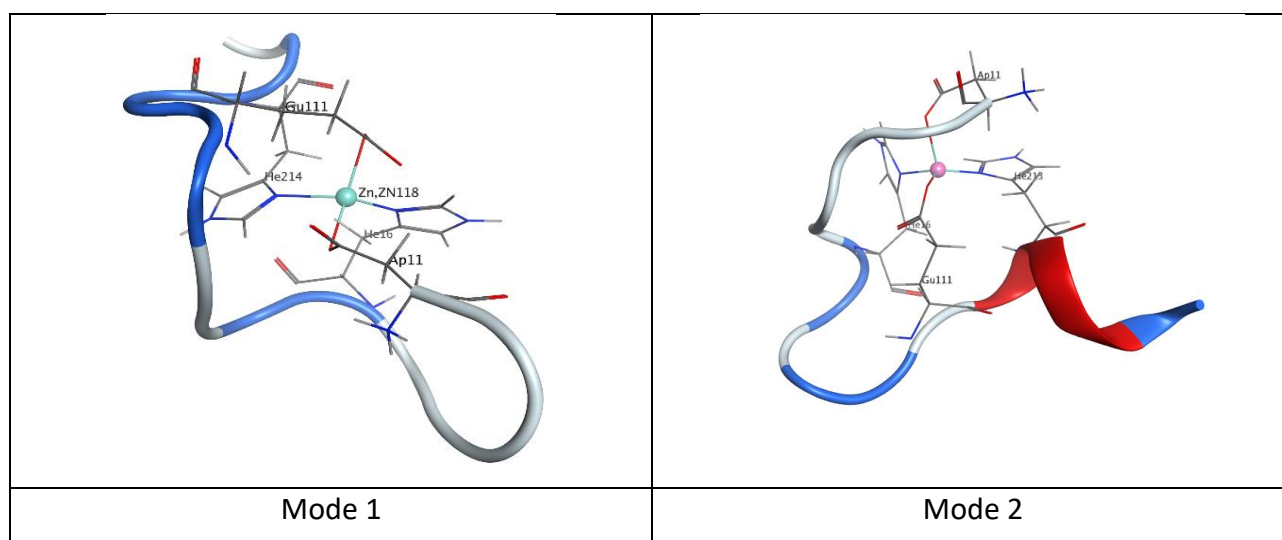 Gu111
He214
Zn,ZN118
He16
Ap11
Ap11
He213
He16
Gu111
Mode 1
Mode 2